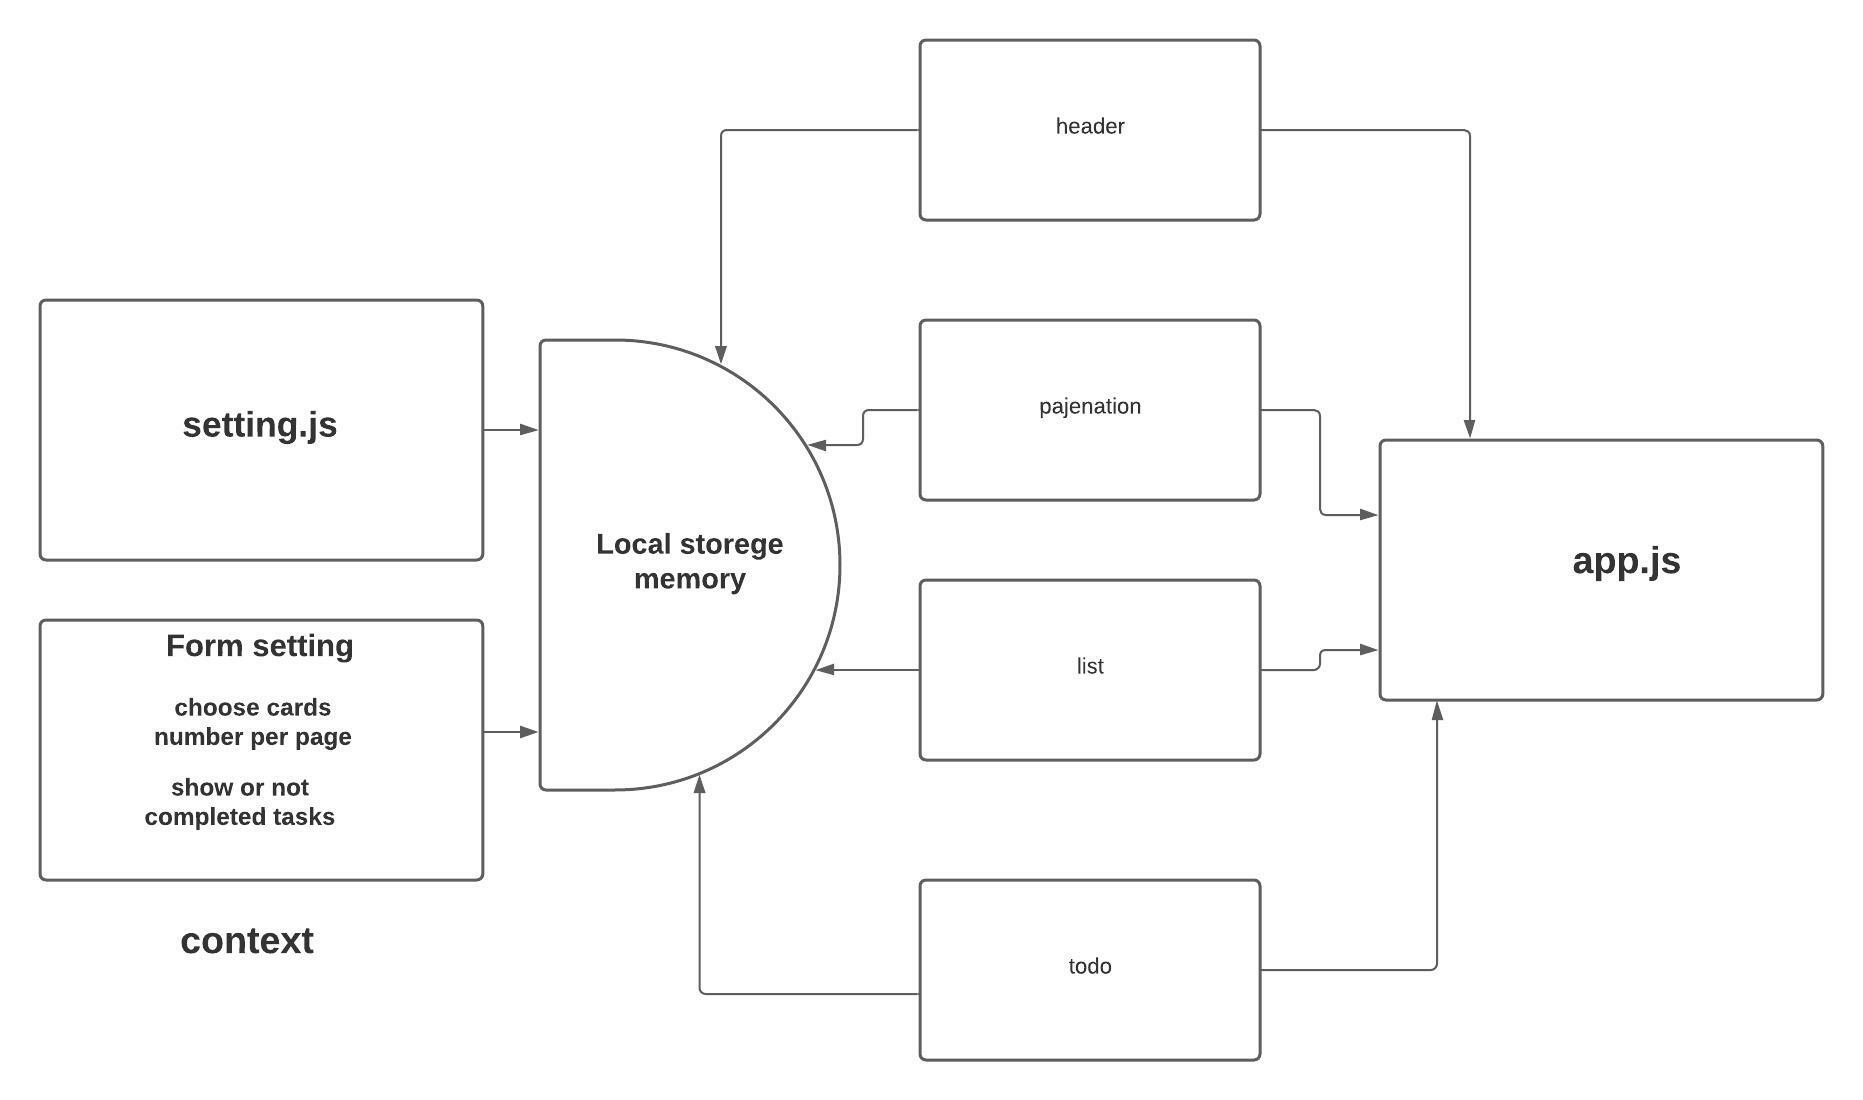 header
setting.js
pajenation
Local storege
memory
app.js
Form setting
choose cards
number per page
show or not
completed tasks
list
context
todo